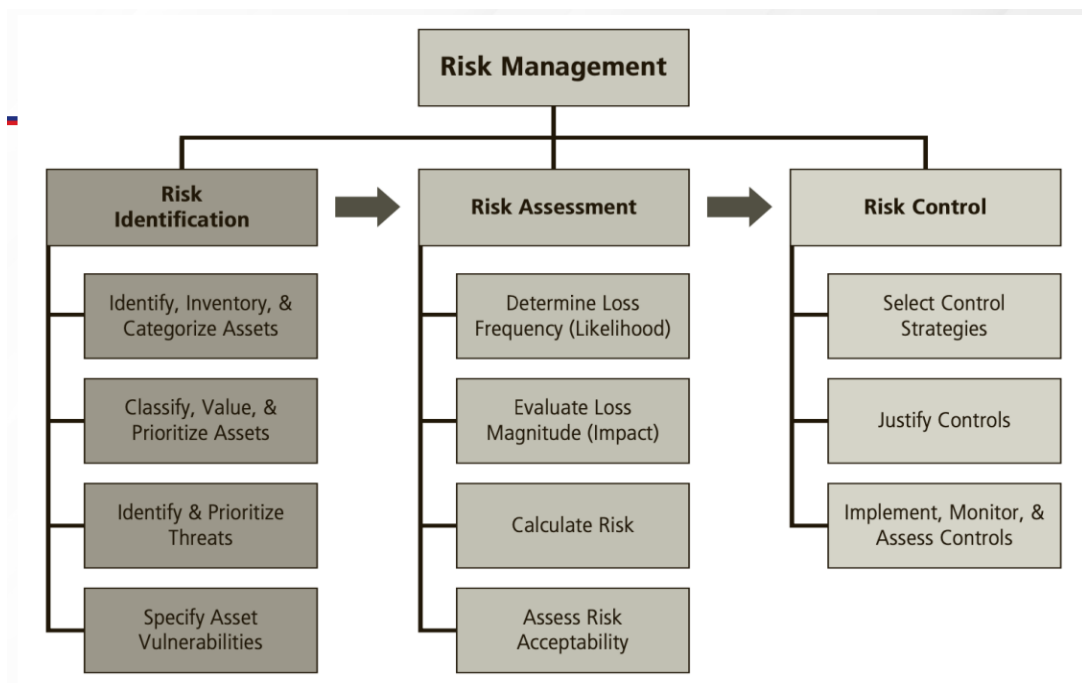 Risk Management
Risk
Identification
Identify, Inventory, &
Categorize Assets
Classify, Value, &
Prioritize Assets
Identify & Prioritize
Threats
Specify Asset
Vulnerabilities
Risk Assessment
Determine Loss
Frequency (Likelihood)
Evaluate Loss
Magnitude (Impact)
Calculate Risk
Assess Risk
Acceptability
Risk Control
Select Control
Strategies
Justify Controls
Implement, Monitor, &
Assess Controls